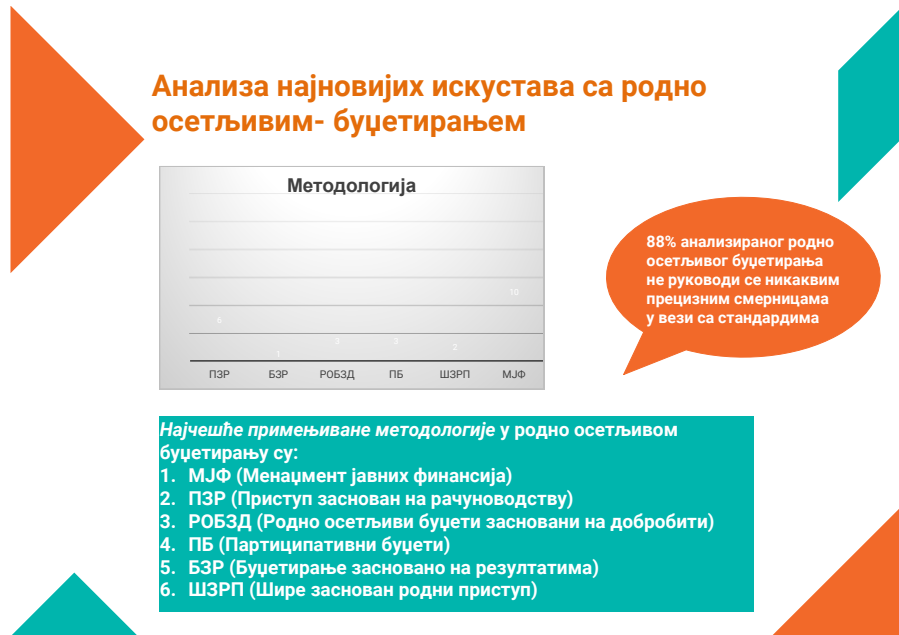 Анализа најновијих искустава са родно
осетљивим- буџетирањем
Методологија
6
1
3
3
2
10
ПЗР БЗР РОБЗД ПБ ШЗРП МЈФ
88% анализираног родно
осетљивог буџетирања
не руководи се никаквим
прецизним смерницама
у вези са стандардима
Најчешће примењиване методологије у родно осетљивом
буџетирању су:
1. МЈФ (Менаџмент јавних финансија)
2. ПЗР (Приступ заснован на рачуноводству)
3. РОБЗД (Родно осетљиви буџети засновани на добробити)
4. ПБ (Партиципативни буџети)
5. БЗР (Буџетирање засновано на резултатима)
6. ШЗРП (Шире заснован родни приступ)